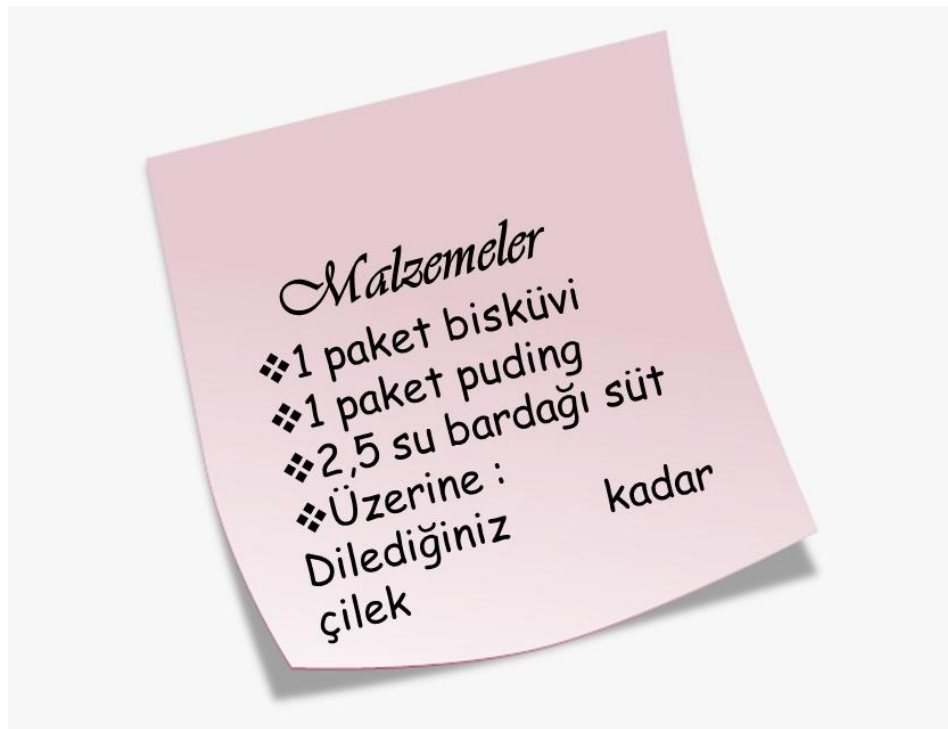 Malzemeler
❖1 paket bisküvi
❖1 paket puding
❖2,5 su bardağı süt
❖Üzerine :
Dilediğiniz kadar
çilek